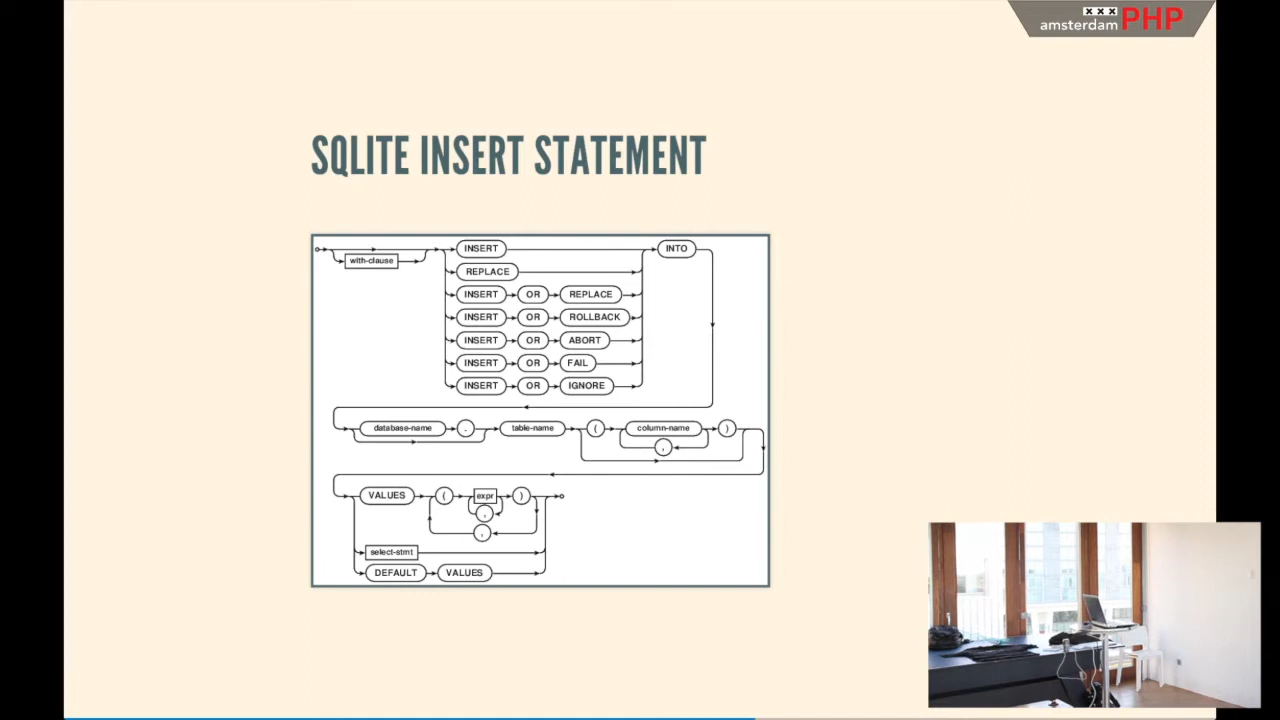 xxx
amsterdam PHP
SQLITE INSERT STATEMENT
with-clause
INSERT INTO
REPLACE
INSERT OR REPLACE
INSERT OR ROLLBACK
INSERT OR ABORT
INSERT OR FAIL
INSERT OR IGNORE
database-name . table-name ( column-name )
,
VALUES ( expr )
,
,
select-stmt
DEFAULT VALUES